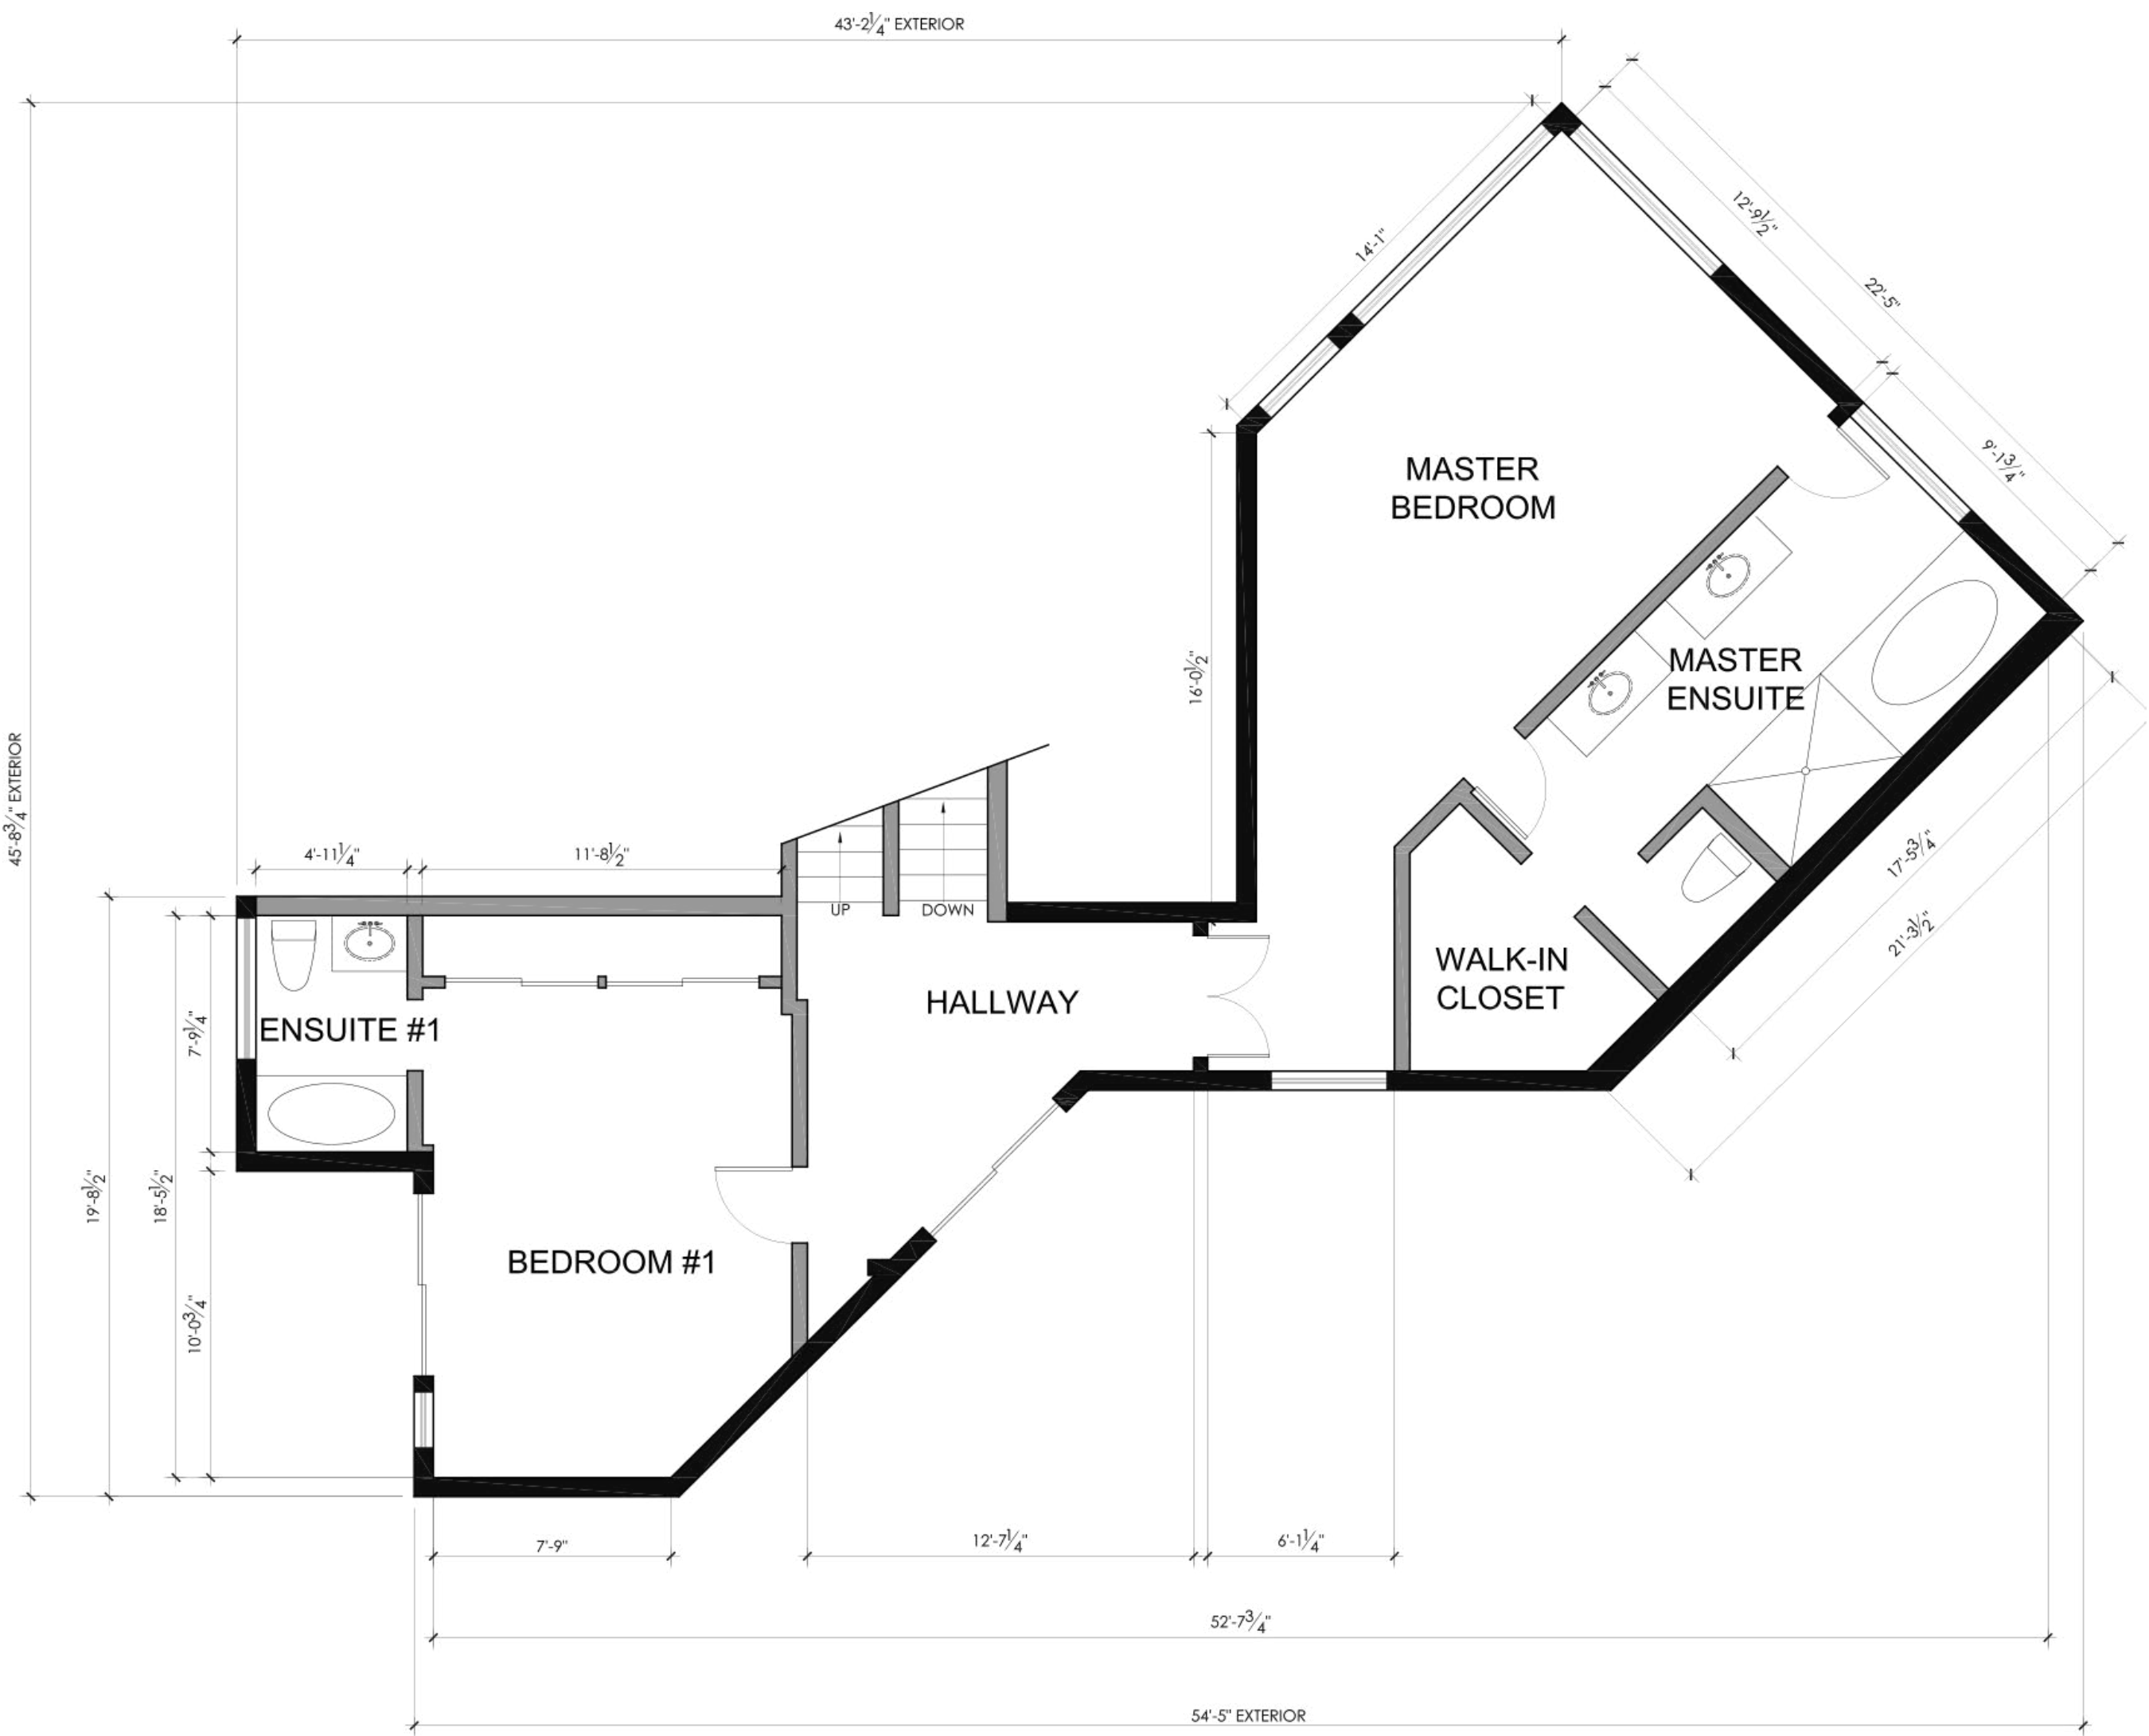 43'-2 1/4" EXTERIOR
12'-9 1/2"
14'-1"
22'-5"
9'-1 3/4"
MASTER
BEDROOM
16'-0 1/2"
MASTER
ENSUITE
45'-8 3/4" EXTERIOR
4'-11 1/4"
11'-8 1/2"
17'-5 3/4"
UP
DOWN
21'-3 1/2"
WALK-IN
CLOSET
HALLWAY
ENSUITE #1
7'-9 1/4"
19'-8 1/2"
18'-5 1/2"
BEDROOM #1
10'-0 3/4"
7'-9"
12'-7 1/4"
6'-1 1/4"
52'-7 3/4"
54'-5" EXTERIOR